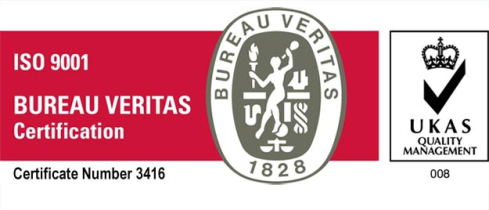 ISO 9001
BUREAU VERITAS
Certification
Certificate Number 3416
BUREAU VERITAS
1828
UKAS
QUALITY
MANAGEMENT
008